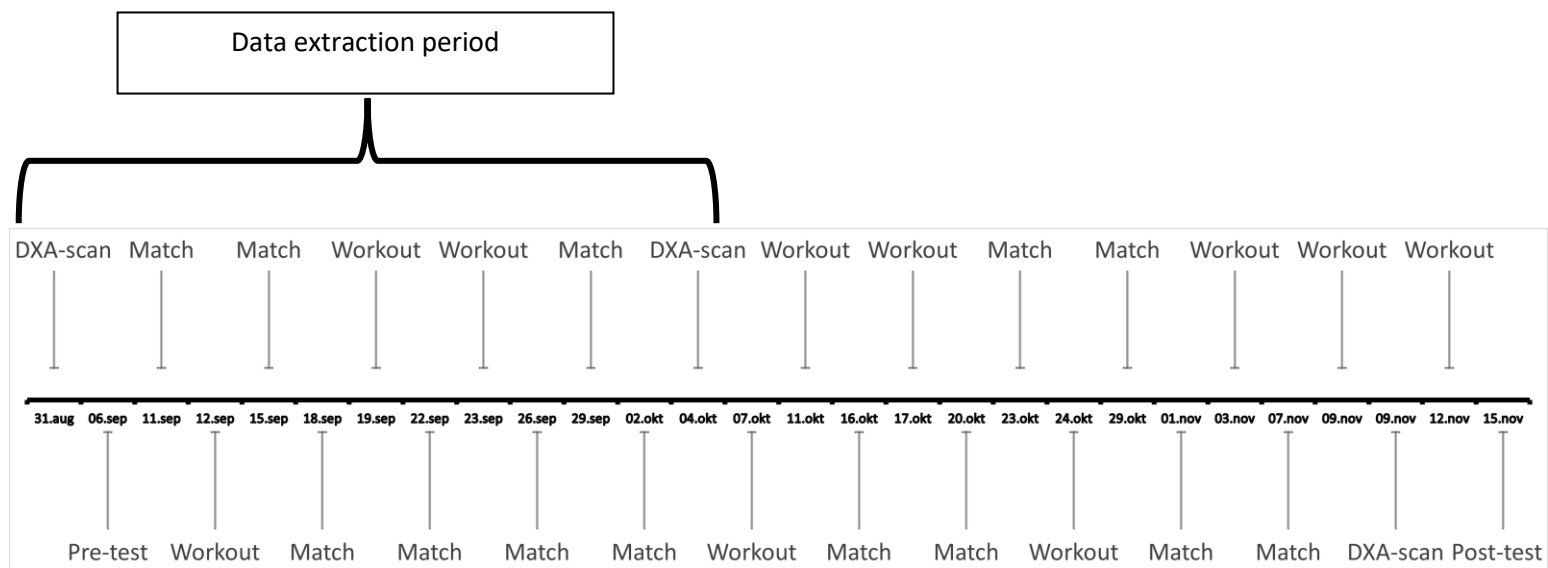 Data extraction period
DXA-scan Match Match Workout Workout Match DXA-scan Workout Workout Match Match Workout Workout Workout
31.aug 06.sep 11.sep 12.sep 15.sep 18.sep 19.sep 22.sep 23.sep 26.sep 29.sep 02.okt 04.okt 07.okt 11.okt 16.okt 17.okt 20.okt 23.okt 24.okt 29.okt 01.nov 03.nov 07.nov 09.nov 09.nov 12.nov 15.nov
Pre-test Workout Match Match Match Match Workout Match Match Workout Match Match DXA-scan Post-test